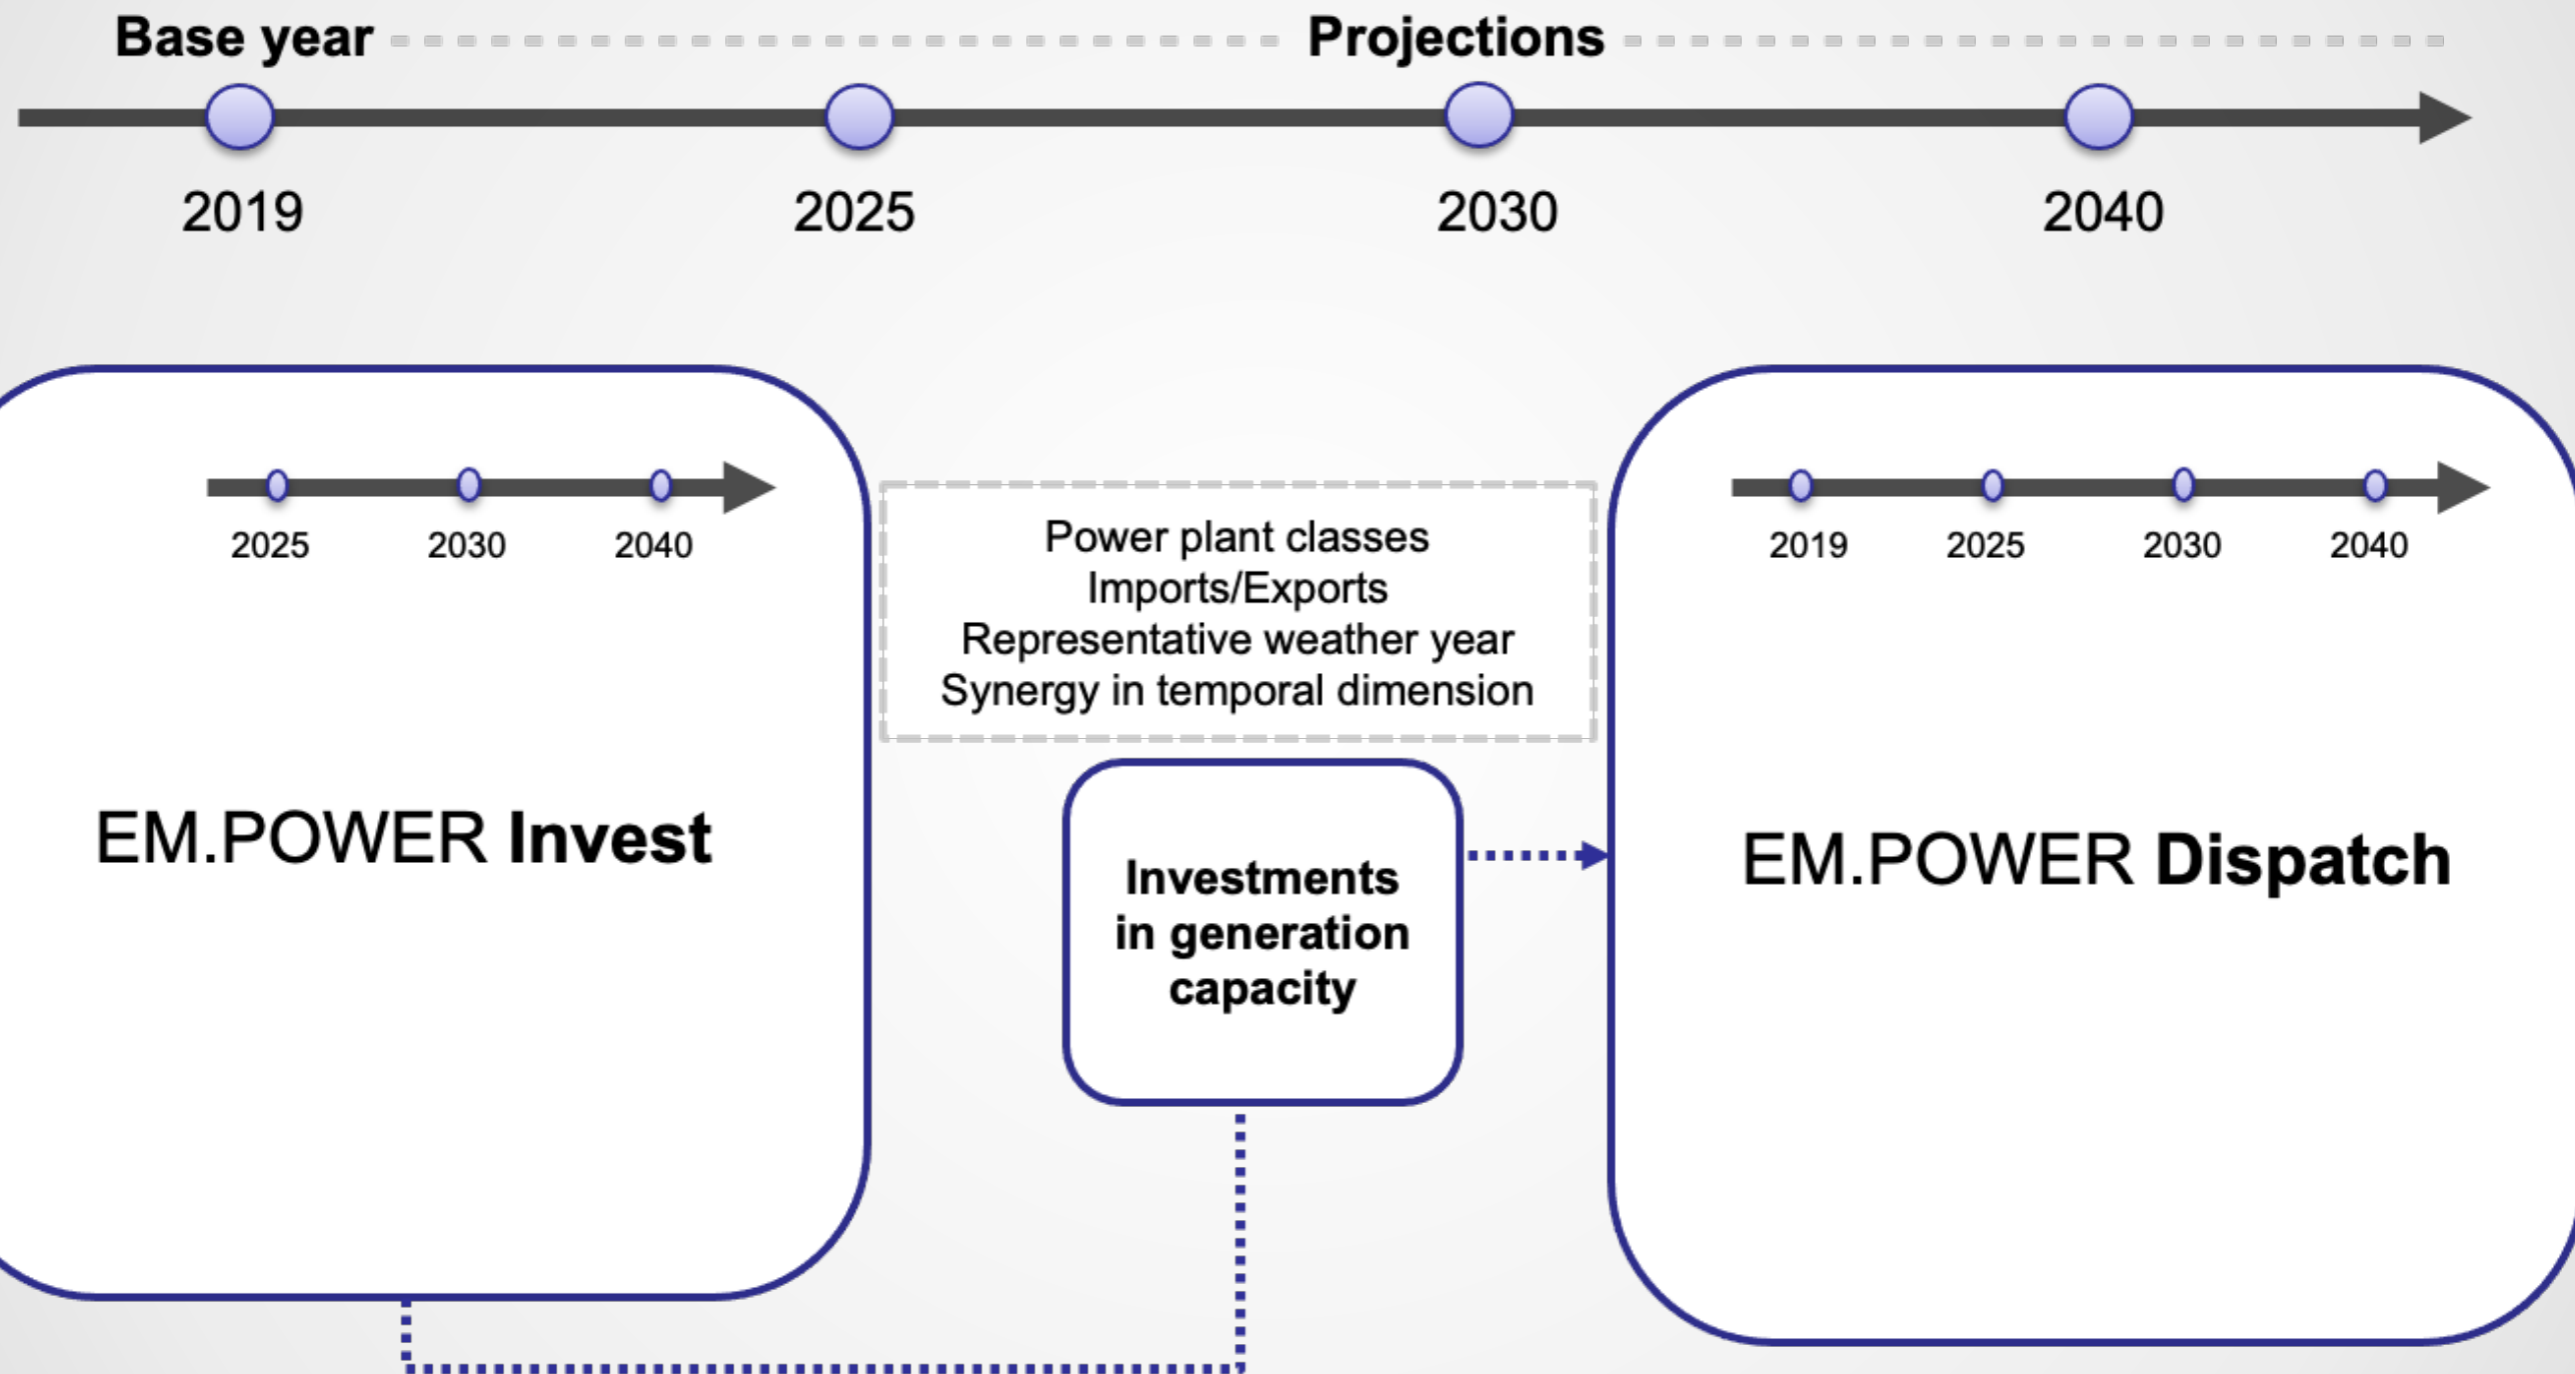 Base year
Projections
2019
2025
2030
2040
2025
2030
2040
EM.POWER Invest
Power plant classes
Imports/Exports
Representative weather year
Synergy in temporal dimension
Investments
in generation
capacity
2019
2025
2030
2040
EM.POWER Dispatch